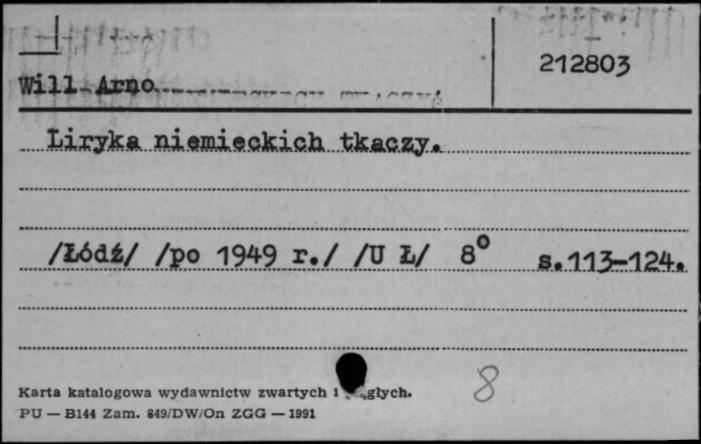 212803
Will Arno
Liryka niemieckich tkaczy.
/Łódź/ /po 1949 r./ /U Ł/ 8° s.113-124.
8
Karta katalogowa wydawnictw zwartych i
PU — B144 Zam. 849/DW/On ZGG — 1991